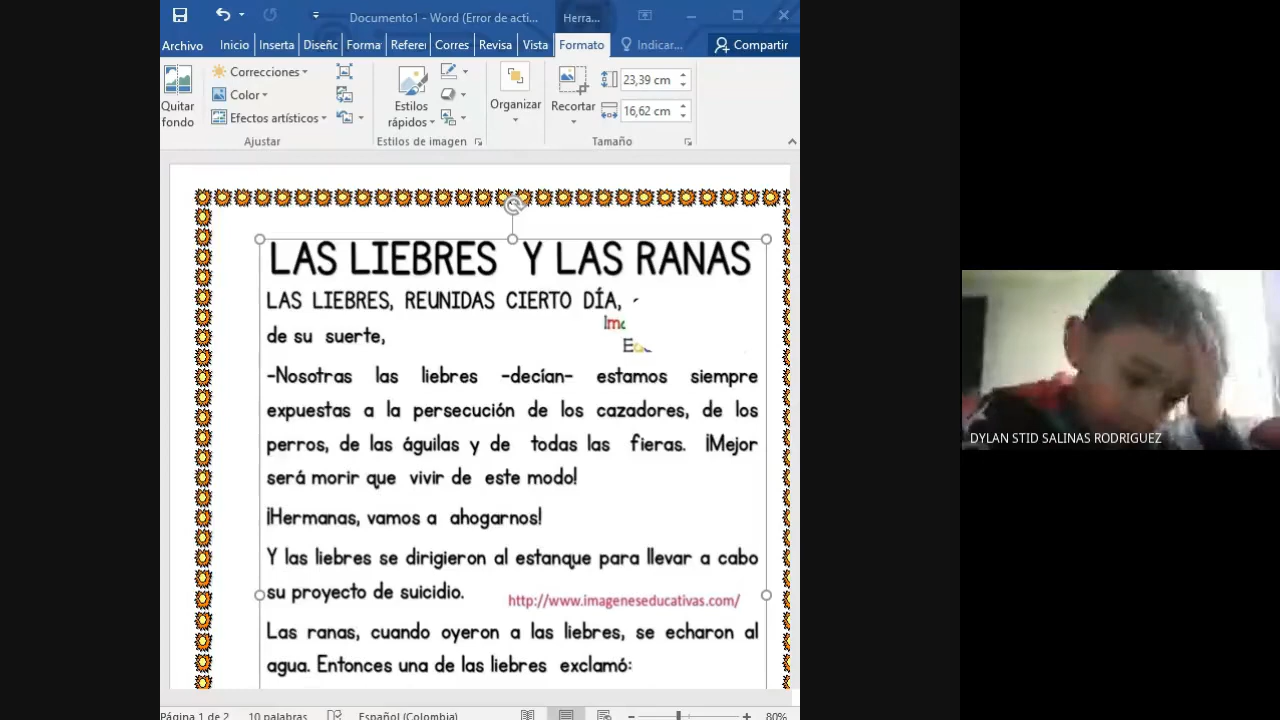 Documento1 - Word (Error de acti...
Herra...
Archivo
Inicio
Inserta
Diseñc
Forma
Referei
Corres
Revisa
Vista
Formato
Indicar...
Compartir
Quitar
fondo
Correcciones
Color
Efectos artísticos
Estilos
rápidos
Organizar
Recortar
23,39 cm
16,62 cm
Ajustar
Estilos de imagen
Tamaño
LAS LIEBRES Y LAS RANAS
LAS LIEBRES, REUNIDAS CIERTO DÍA,
de su suerte,
-Nosotras las liebres -decían- estamos siempre
expuestas a la persecución de los cazadores, de los
perros, de las águilas y de todas las fieras. ¡Mejor
será morir que vivir de este modo!
¡Hermanas, vamos a ahogarnos!
Y las liebres se dirigieron al estanque para llevar a cabo
su proyecto de suicidio.
http://www.imageneseducativas.com/
Las ranas, cuando oyeron a las liebres, se echaron al
agua. Entonces una de las liebres exclamó:
Página 1 de 2
10 palabras
Español (Colombia)
80%
DYLAN STID SALINAS RODRIGUEZ